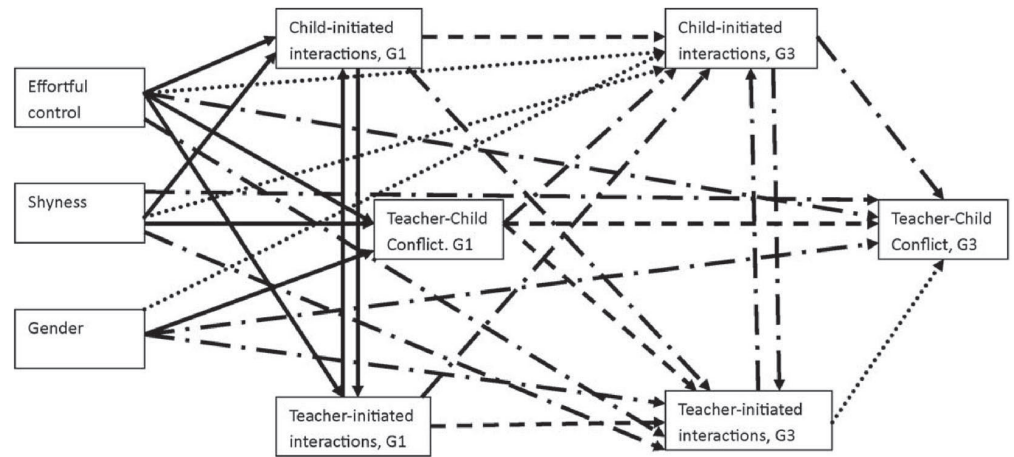 Child-initiated
interactions, G1
Child-initiated
interactions, G3
Effortful
control
Shyness
Teacher-Child
Conflict. G1
Teacher-Child
Conflict, G3
Gender
Teacher-initiated
interactions, G1
Teacher-initiated
interactions, G3